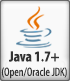 Java 1.7+
(Open/Oracle JDK)